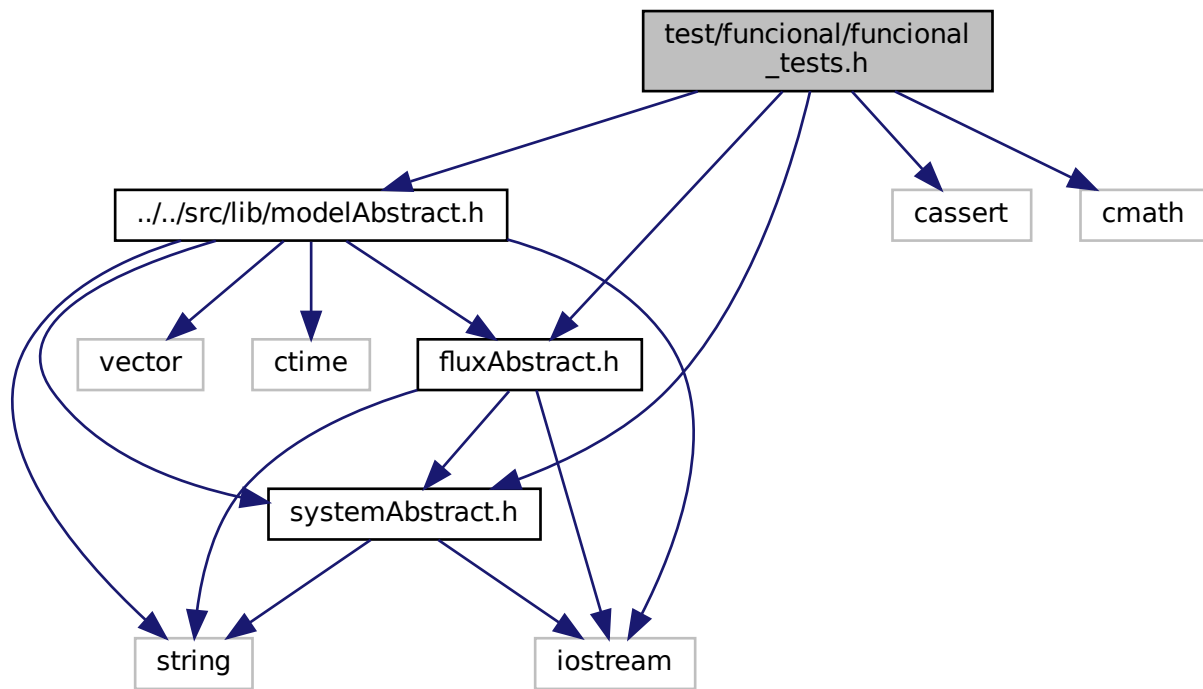 test/funcional/funcional
_tests.h
../../src/lib/modelAbstract.h
cassert
cmath
vector
ctime
fluxAbstract.h
systemAbstract.h
string
iostream